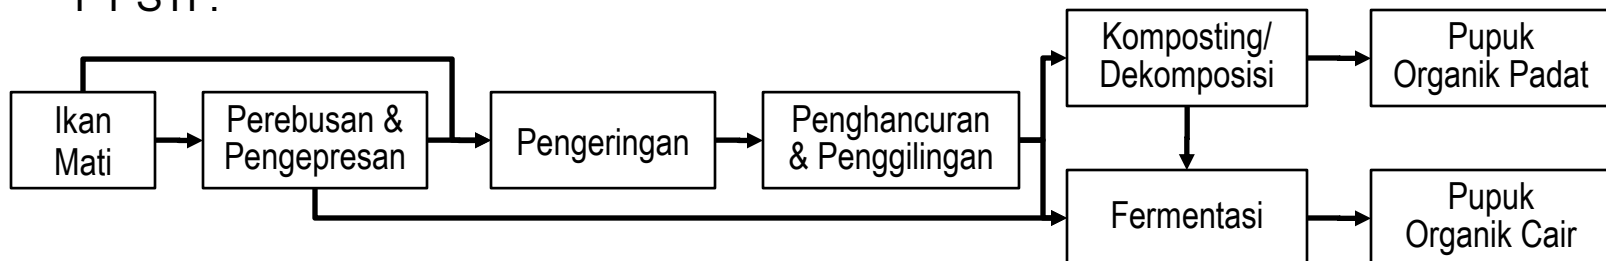 Ikan
Mati
Perebusan &
Pengepresan
Pengeringan
Penghancuran
& Penggilingan
Komposting/
Dekomposisi
Pupuk
Organik Padat
Fermentasi
Pupuk
Organik Cair